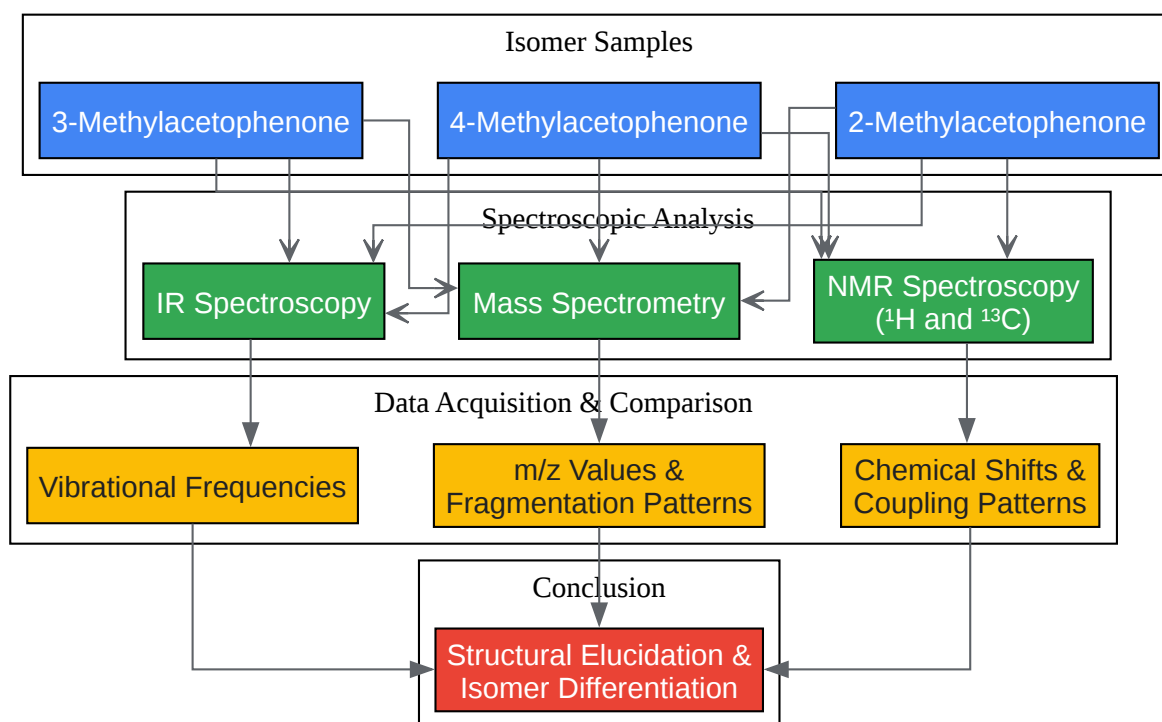 Isomer Samples
3-Methylacetophenone
4-Methylacetophenone
2-Methylacetophenone
Spectroscopic Analysis
IR Spectroscopy
Mass Spectrometry
NMR Spectroscopy
(¹H and ¹³C)
Data Acquisition & Comparison
Vibrational Frequencies
m/z Values &
Fragmentation Patterns
Chemical Shifts &
Coupling Patterns
Conclusion
Structural Elucidation &
Isomer Differentiation